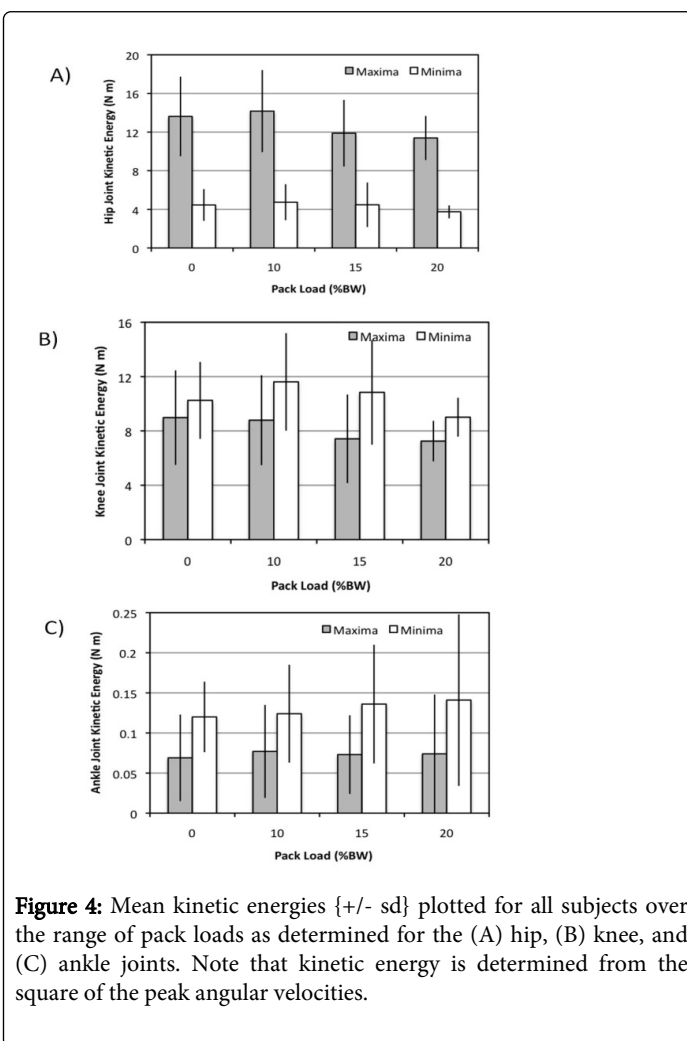 A)
Hip Joint Kinetic Energy (N m)
20
16
12
8
4
0
Maxima Minima
0 10 15 20
Pack Load (%BW)
B)
Knee Joint Kinetic Energy (N m)
16
12
8
4
0
Maxima Minima
0 10 15 20
Pack Load (%BW)
C)
Ankle Joint Kinetic Energy (N m)
0.25
0.2
0.15
0.1
0.05
0
Maxima Minima
0 10 15 20
Pack Load (%BW)
Figure 4: Mean kinetic energies {+/- sd} plotted for all subjects over
the range of pack loads as determined for the (A) hip, (B) knee, and
(C) ankle joints. Note that kinetic energy is determined from the
square of the peak angular velocities.